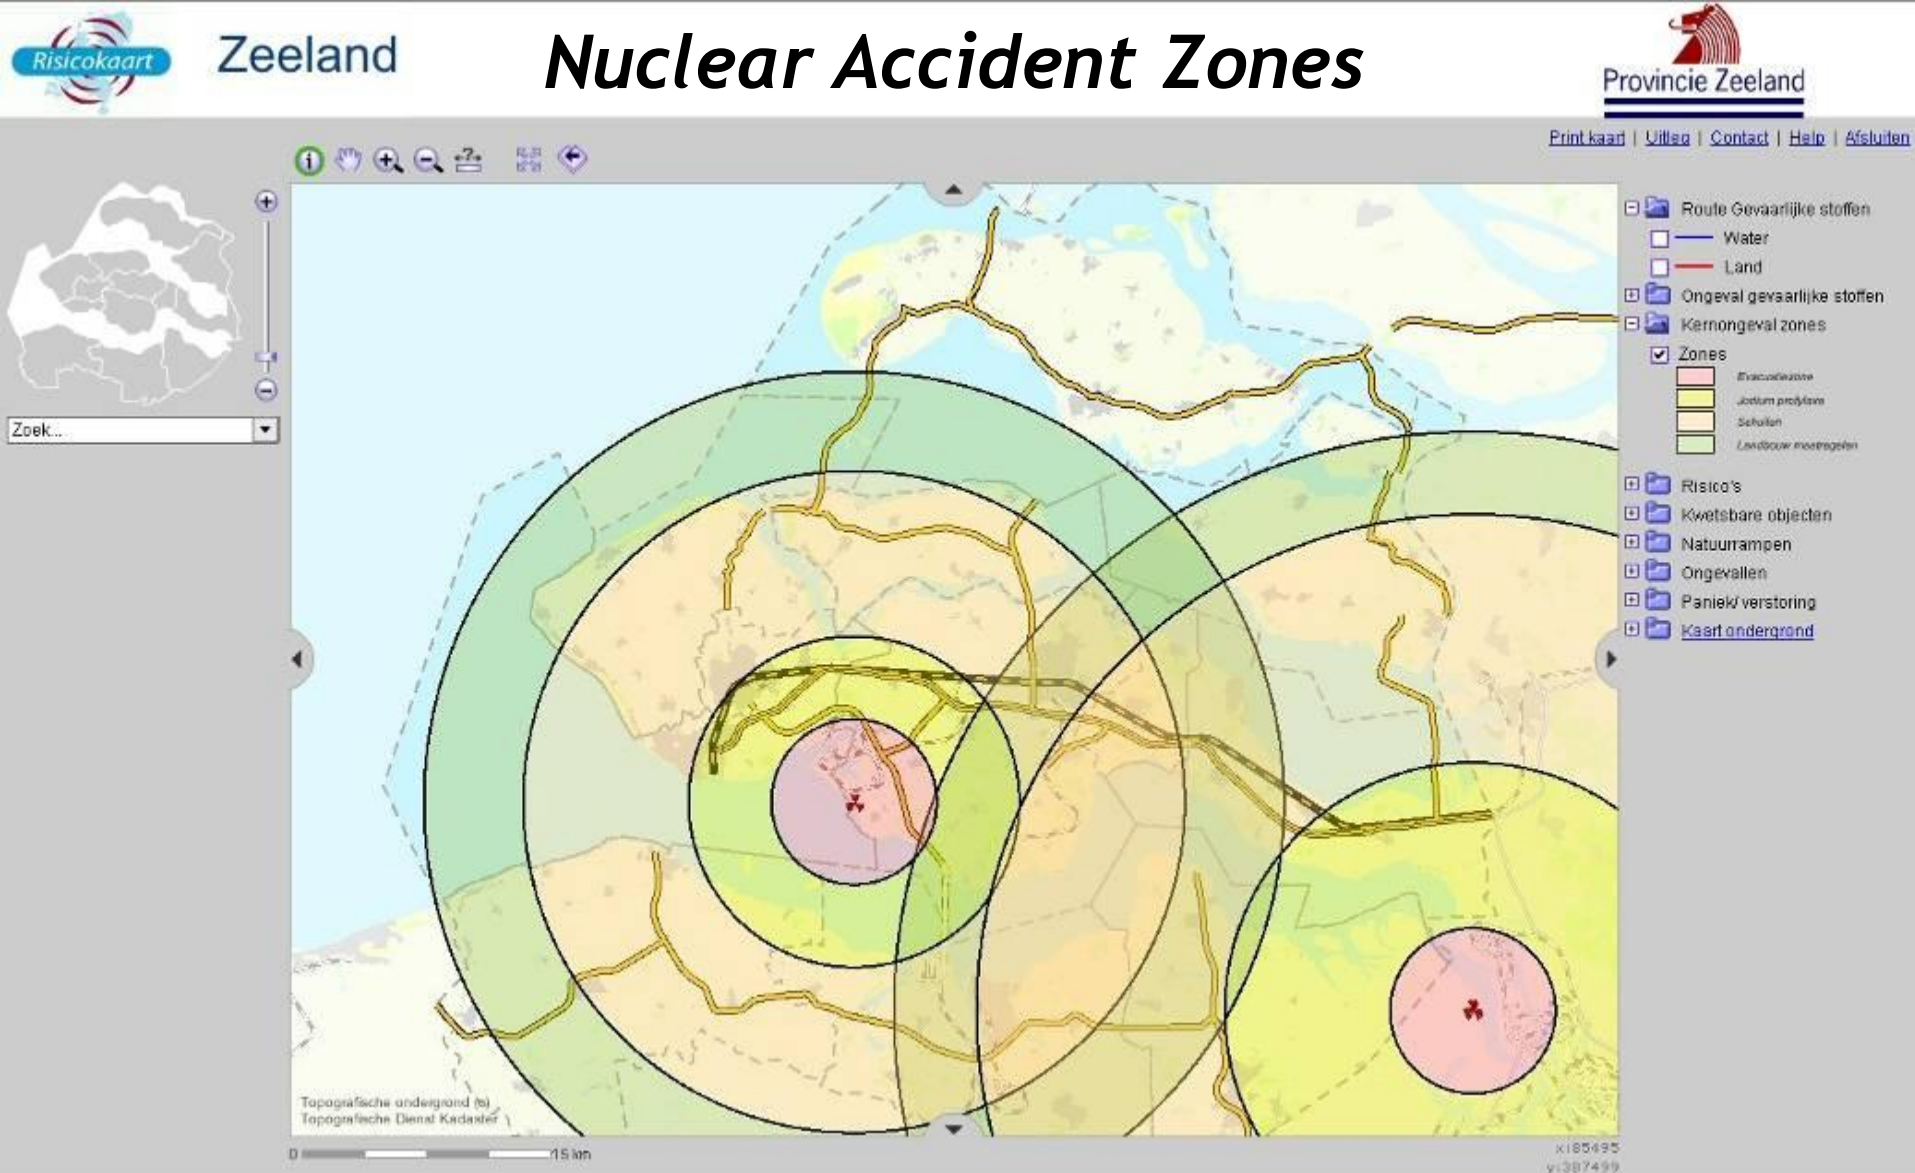 Risicokaart
Zeeland
Nuclear Accident Zones
Provincie Zeeland
Print kaart | Uitleg | Contact | Help | Afsluiten
Zoek...
Route Gevaarlijke stoffen
Water
Land
Ongeval gevaarlijke stoffen
Kernongeval zones
Zones
Evacuatiezone
Jodium profylaxe
Schuilen
Landbouw maatregelen
Risico's
Kwetsbare objecten
Natuurrampen
Ongevallen
Paniek/verstoring
Kaart ondergrond
Topografische ondergrond (ts)
Topografische Dienst Kadaster
0 15 km
x:85495
y:387499